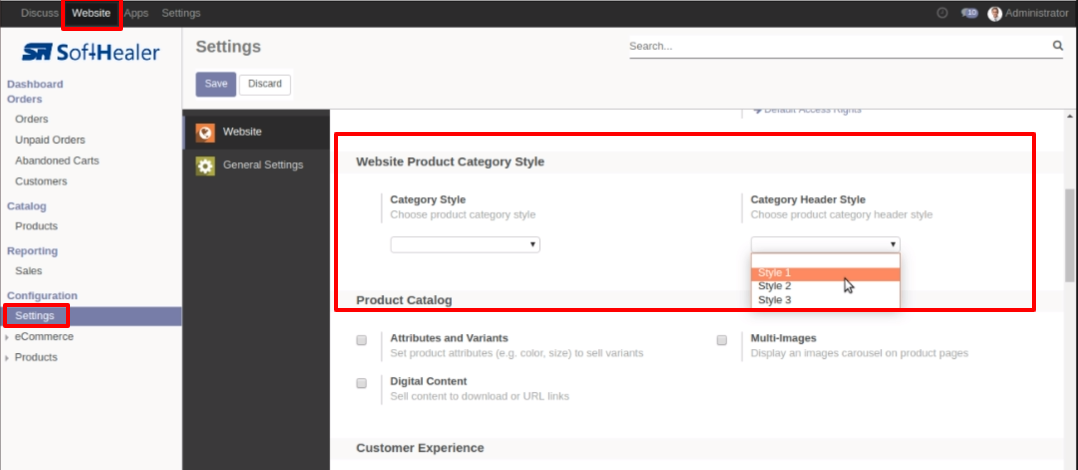 Discuss Website Apps Settings
10 Administrator
SoftHealer
Settings
Search...
Save Discard
Dashboard
Orders
Orders
Unpaid Orders
Abandoned Carts
Customers
Catalog
Products
Reporting
Sales
Configuration
Settings
eCommerce
Products
Website
General Settings
Default Access Rights
Website Product Category Style
Category Style
Choose product category style
Category Header Style
Choose product category header style
Style 1
Style 2
Style 3
Product Catalog
Attributes and Variants
Set product attributes (e.g. color, size) to sell variants
Multi-Images
Display an images carousel on product pages
Digital Content
Sell content to download or URL links
Customer Experience